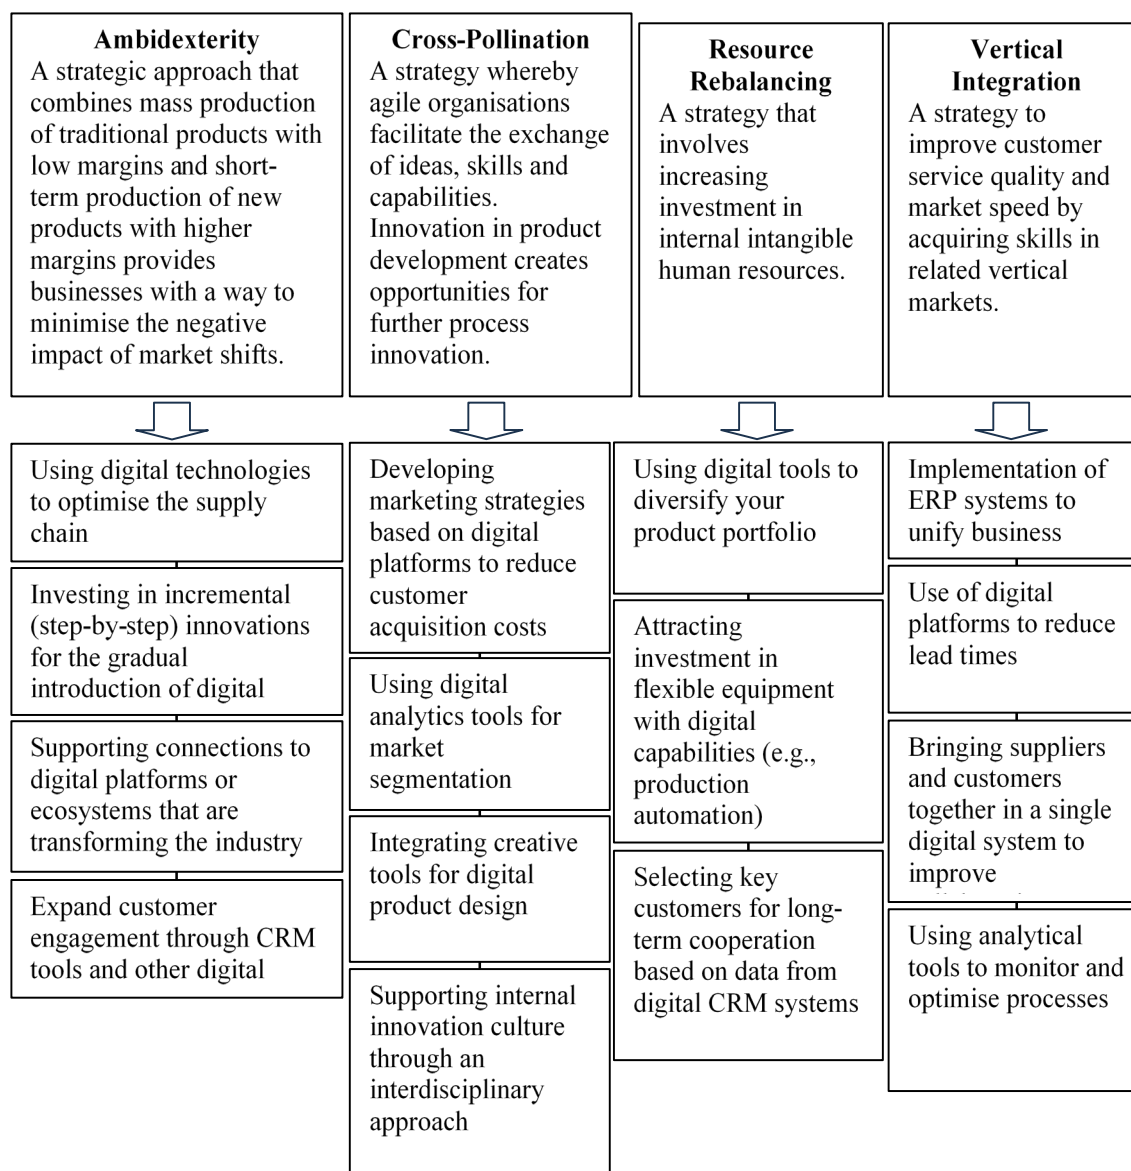 Ambidexterity
A strategic approach that
combines mass production
of traditional products with
low margins and short-
term production of new
products with higher
margins provides
businesses with a way to
minimise the negative
impact of market shifts.
Cross-Pollination
A strategy whereby
agile organisations
facilitate the exchange
of ideas, skills and
capabilities.
Innovation in product
development creates
opportunities for
further process
innovation.
Resource
Rebalancing
A strategy that
involves
increasing
investment in
internal intangible
human resources.
Vertical
Integration
A strategy to
improve customer
service quality and
market speed by
acquiring skills in
related vertical
markets.
Using digital technologies
to optimise the supply
chain
Investing in incremental
(step-by-step) innovations
for the gradual
introduction of digital
Supporting connections to
digital platforms or
ecosystems that are
transforming the industry
Expand customer
engagement through CRM
tools and other digital
Developing
marketing strategies
based on digital
platforms to reduce
customer
acquisition costs
Using digital
analytics tools for
market
segmentation
Integrating creative
tools for digital
product design
Supporting internal
innovation culture
through an
interdisciplinary
approach
Using digital tools to
diversify your
product portfolio
Attracting
investment in
flexible equipment
with digital
capabilities (e.g.,
production
automation)
Selecting key
customers for long-
term cooperation
based on data from
digital CRM systems
Implementation of
ERP systems to
unify business
Use of digital
platforms to reduce
lead times
Bringing suppliers
and customers
together in a single
digital system to
improve
Using analytical
tools to monitor and
optimise processes